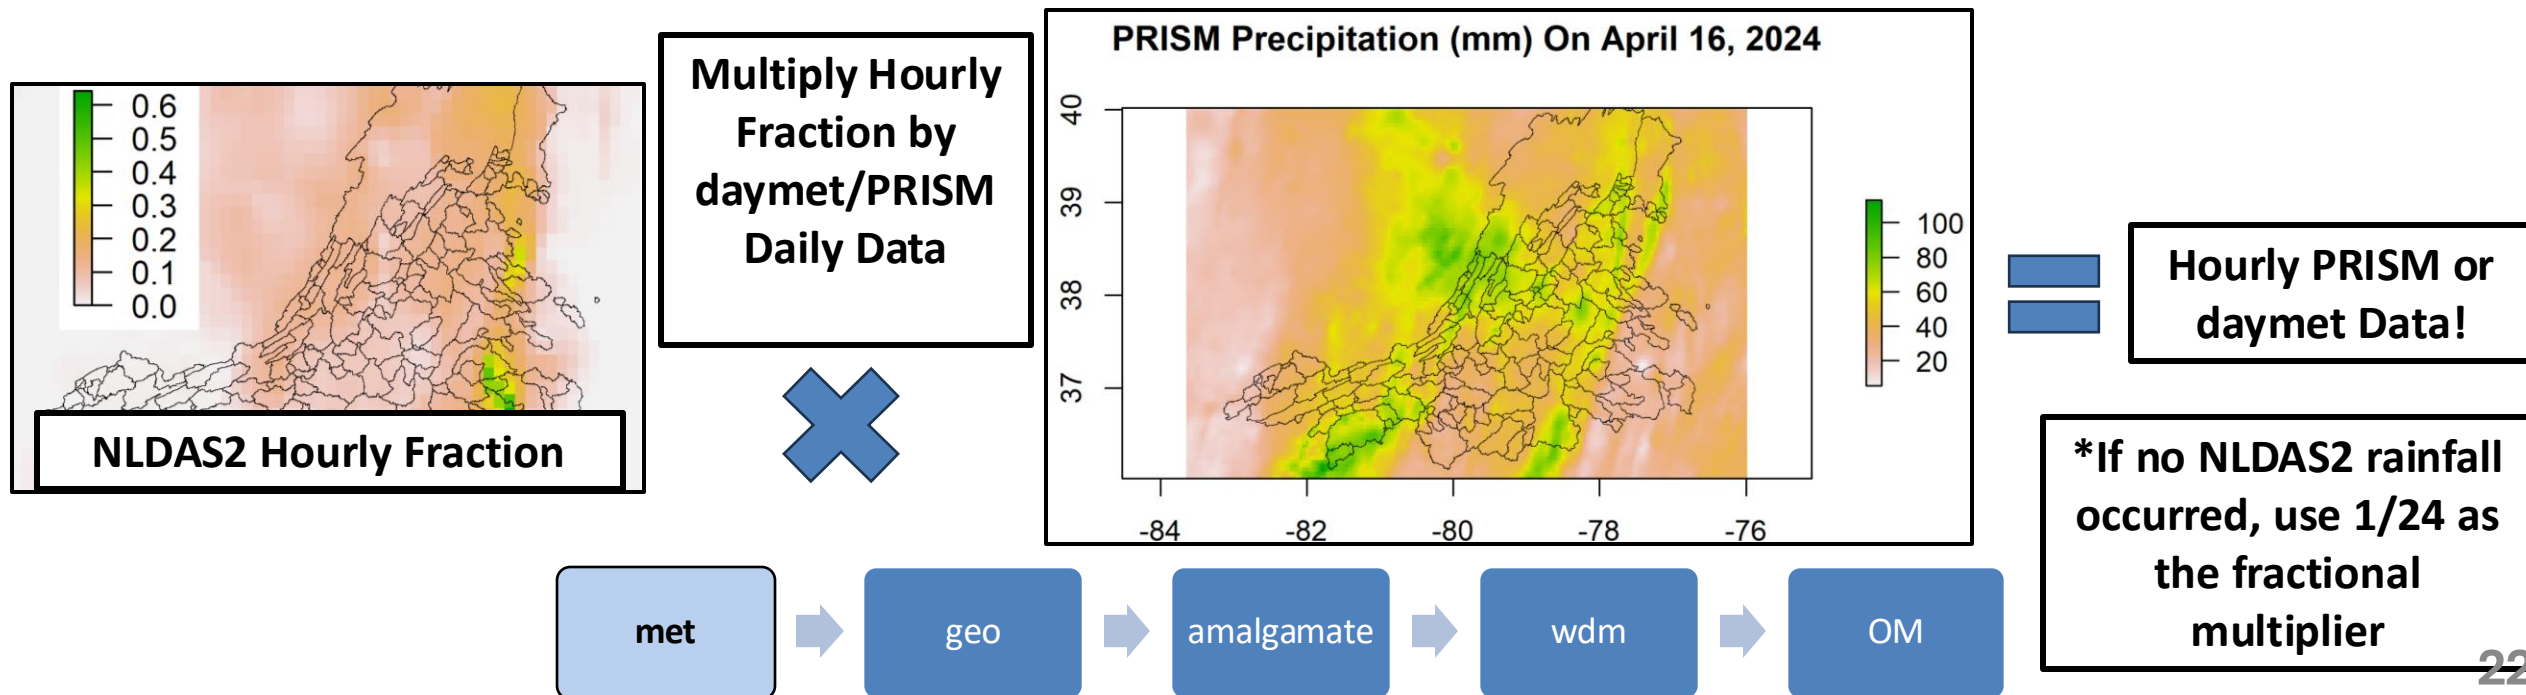 0.6
0.5
0.4
0.3
0.2
0.1
0.0
NLDAS2 Hourly Fraction
Multiply Hourly
Fraction by
daymet/PRISM
Daily Data
PRISM Precipitation (mm) On April 16, 2024
40
39
38
37
-84 -82 -80 -78 -76
100
80
60
40
20
Hourly PRISM or
daymet Data!
*If no NLDAS2 rainfall
occurred, use 1/24 as
the fractional
multiplier
met geo amalgamate wdm OM
22